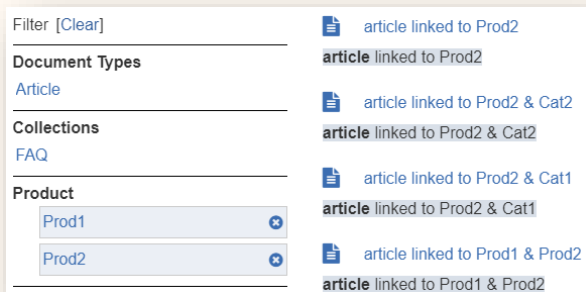 Filter [Clear]
Document Types
Article
Collections
FAQ
Product
Prod1
Prod2
article linked to Prod2
article linked to Prod2
article linked to Prod2 & Cat2
article linked to Prod2 & Cat2
article linked to Prod2 & Cat1
article linked to Prod2 & Cat1
article linked to Prod1 & Prod2
article linked to Prod1 & Prod2